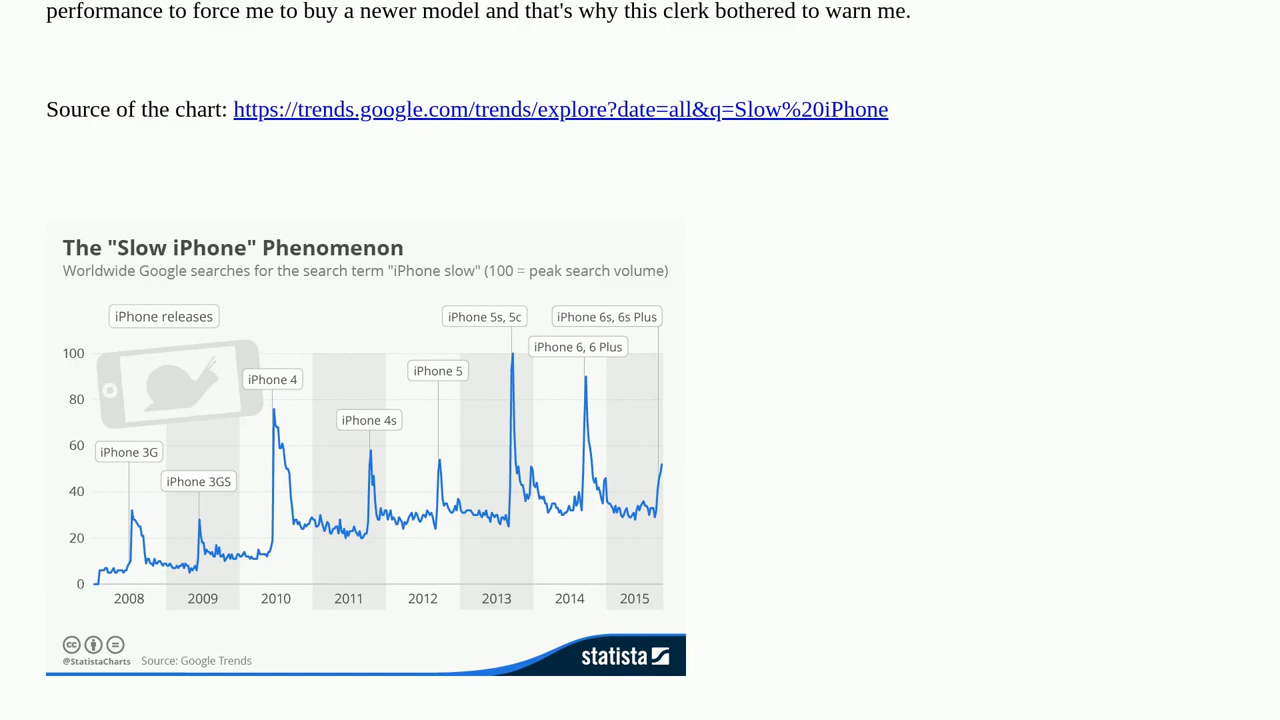 performance to force me to buy a newer model and that's why this clerk bothered to warn me.
Source of the chart: https://trends.google.com/trends/explore?date=all&q=Slow%20iPhone
The "Slow iPhone" Phenomenon
Worldwide Google searches for the search term "iPhone slow" (100 = peak search volume)
iPhone releases
iPhone 5s, 5c
iPhone 6s, 6s Plus
iPhone 6, 6 Plus
100
iPhone 5
iPhone 4
80
iPhone 4s
60
iPhone 3G
iPhone 3GS
40
20
0
2008 2009 2010 2011 2012 2013 2014 2015
cc
@StatistaCharts Source: Google Trends
statista